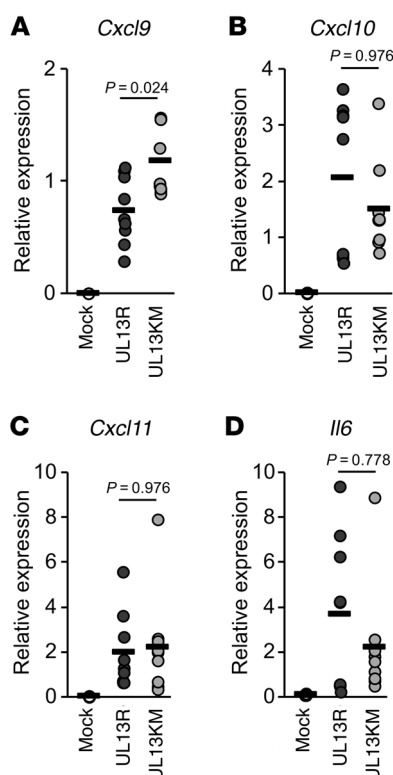 A
Cxcl9
Relative expression
2
1
0
P = 0.024
Mock
UL13R
UL13KM
B
Cxcl10
Relative expression
4
3
2
1
0
P = 0.976
Mock
UL13R
UL13KM
C
Cxcl11
Relative expression
10
8
6
4
2
0
P = 0.976
Mock
UL13R
UL13KM
D
Il6
Relative expression
10
8
6
4
2
0
P = 0.778
Mock
UL13R
UL13KM